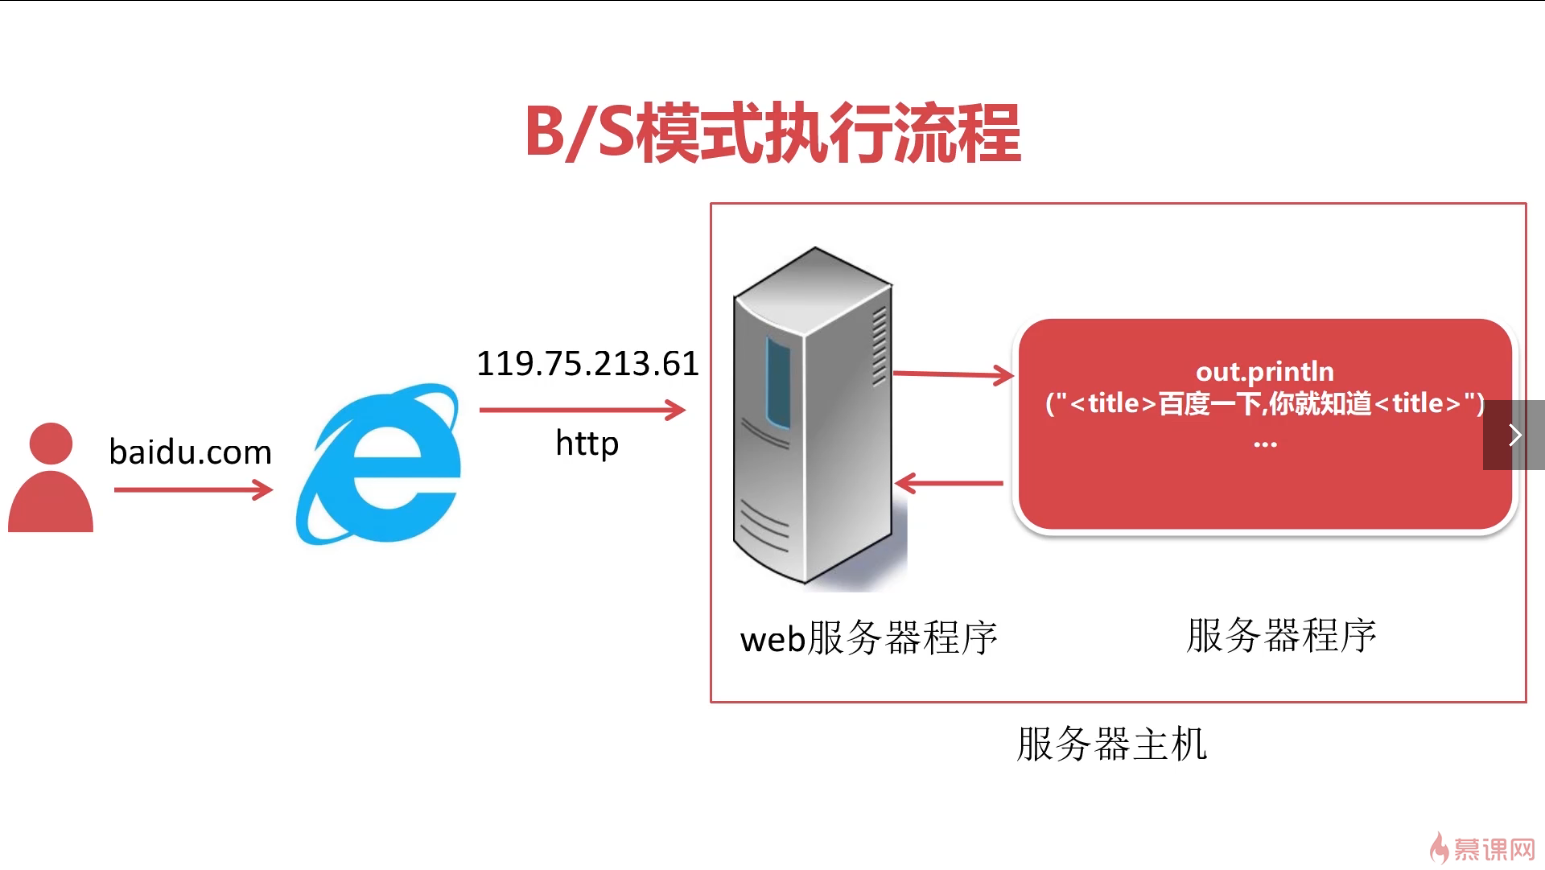 B/S模式执行流程
119.75.213.61
baidu.com
http
out.println
("<title>百度一下,你就知道<title>")
...
web服务器程序
服务器程序
服务器主机
慕课网